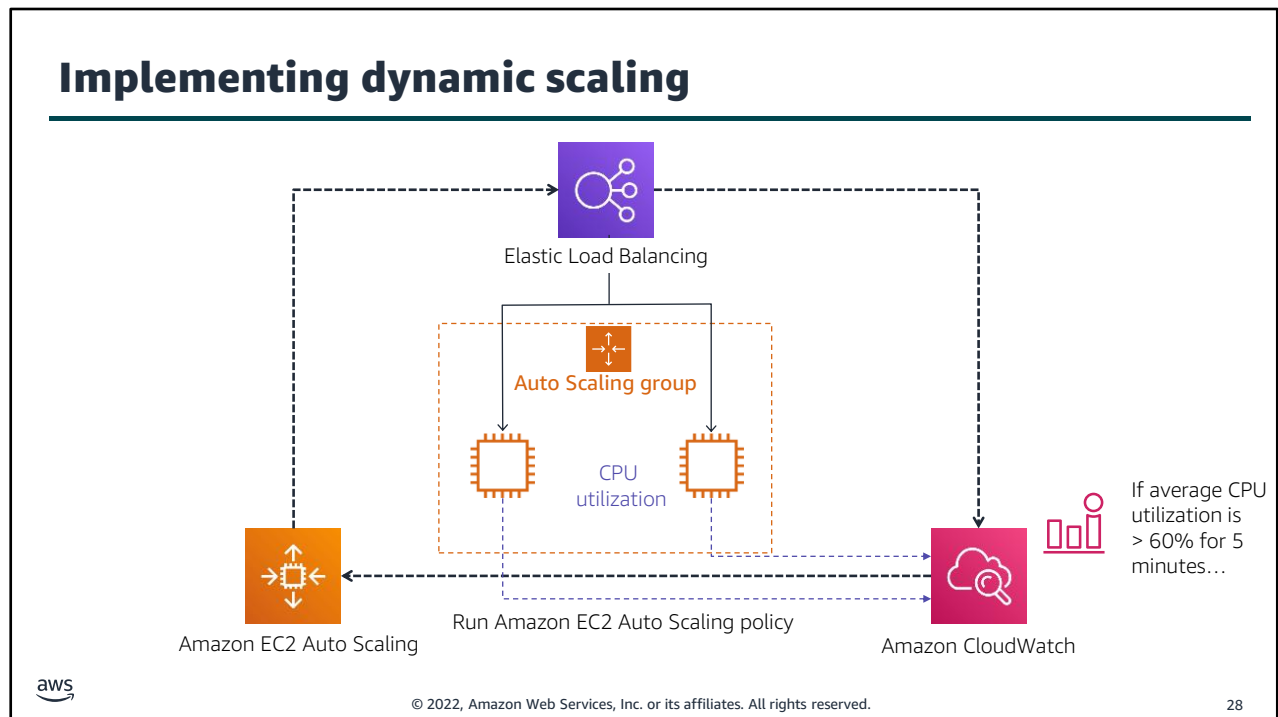 Implementing dynamic scaling
Elastic Load Balancing
Auto Scaling group
CPU
utilization
If average CPU
utilization is
> 60% for 5
minutes…
Run Amazon EC2 Auto Scaling policy
Amazon EC2 Auto Scaling
Amazon CloudWatch
aws
© 2022, Amazon Web Services, Inc. or its affiliates. All rights reserved.
28